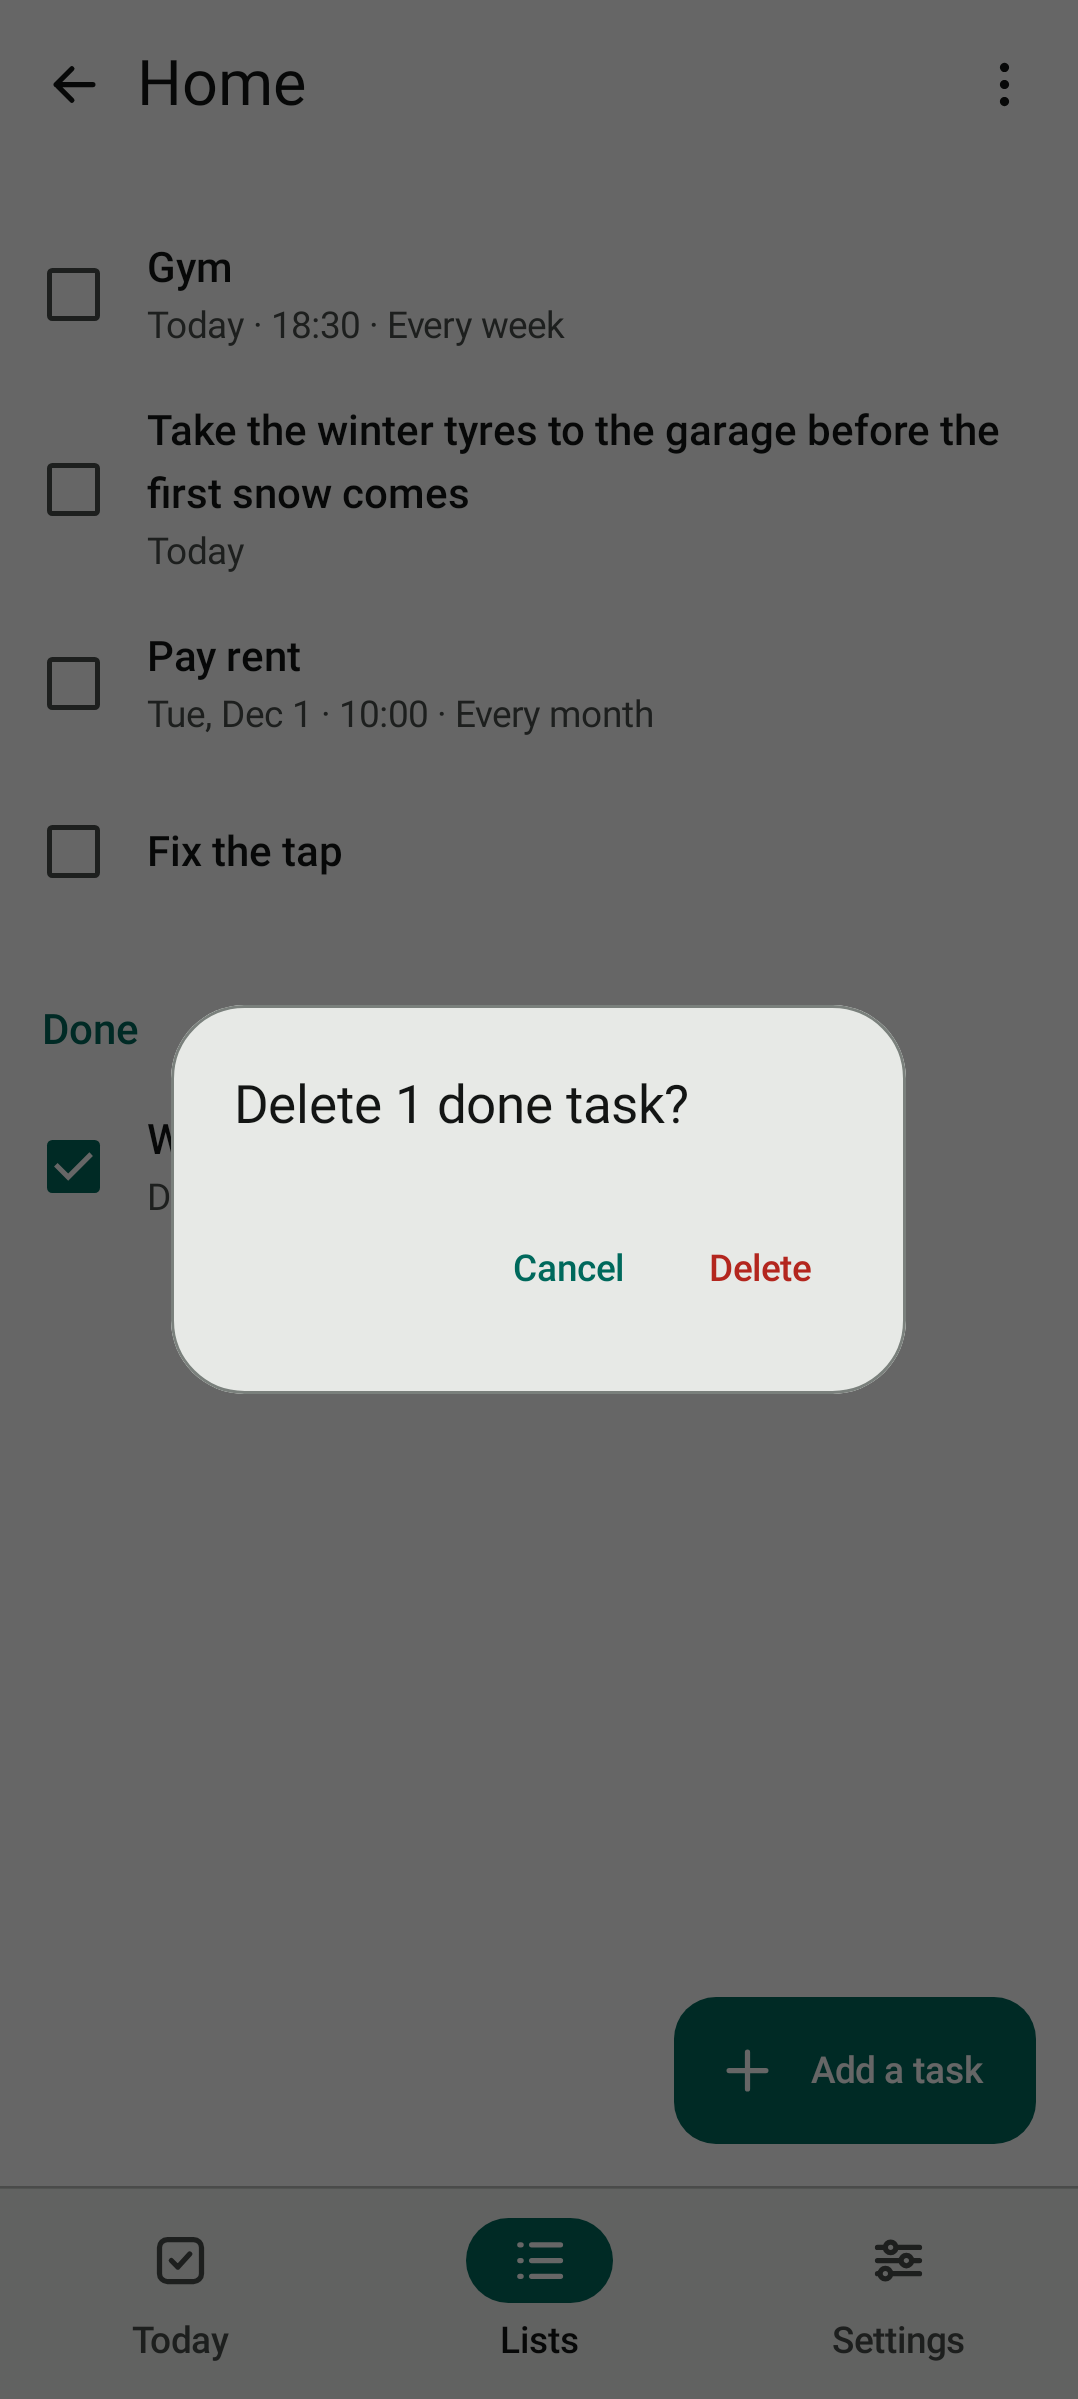 Home
Gym
Today · 18:30 · Every week
Take the winter tyres to the garage before the
first snow comes
Today
Pay rent
Tue, Dec 1 · 10:00 · Every month
Fix the tap
Done
Delete 1 done task?
Cancel
Delete
Add a task
Today
Lists
Settings